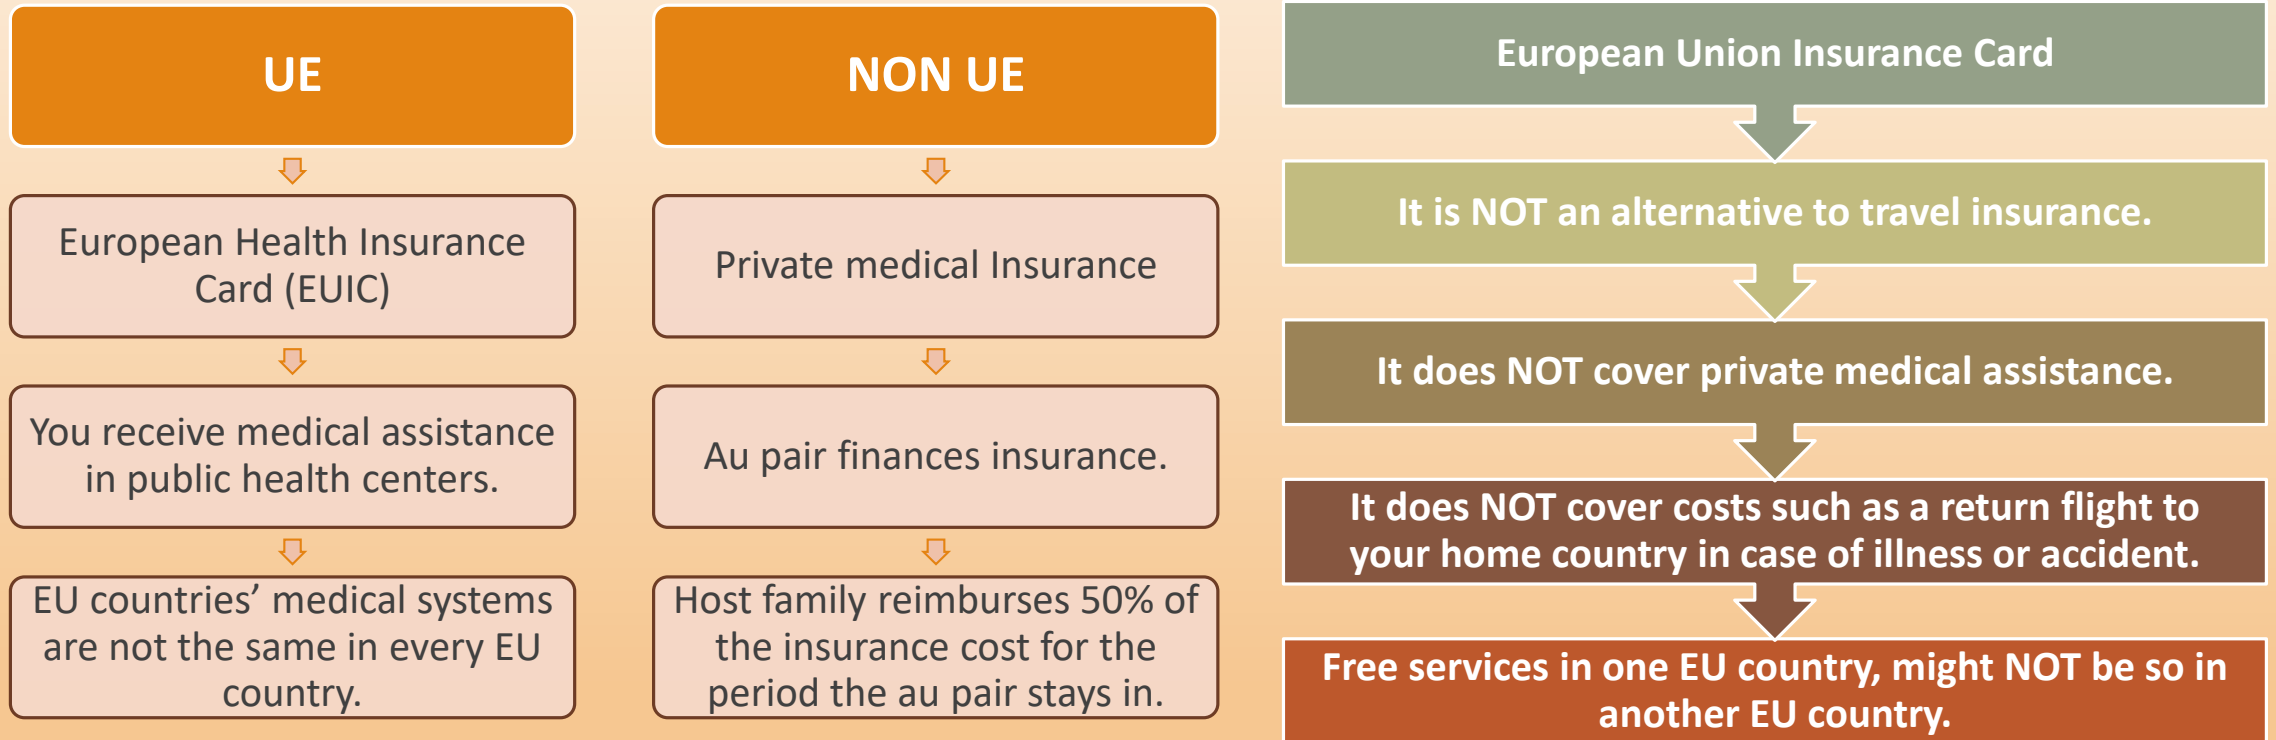 UE
European Health Insurance
Card (EUIC)
You receive medical assistance
in public health centers.
EU countries’ medical systems
are not the same in every EU
country.
NON UE
Private medical Insurance
Au pair finances insurance.
Host family reimburses 50% of
the insurance cost for the
period the au pair stays in.
European Union Insurance Card
It is NOT an alternative to travel insurance.
It does NOT cover private medical assistance.
It does NOT cover costs such as a return flight to
your home country in case of illness or accident.
Free services in one EU country, might NOT be so in
another EU country.